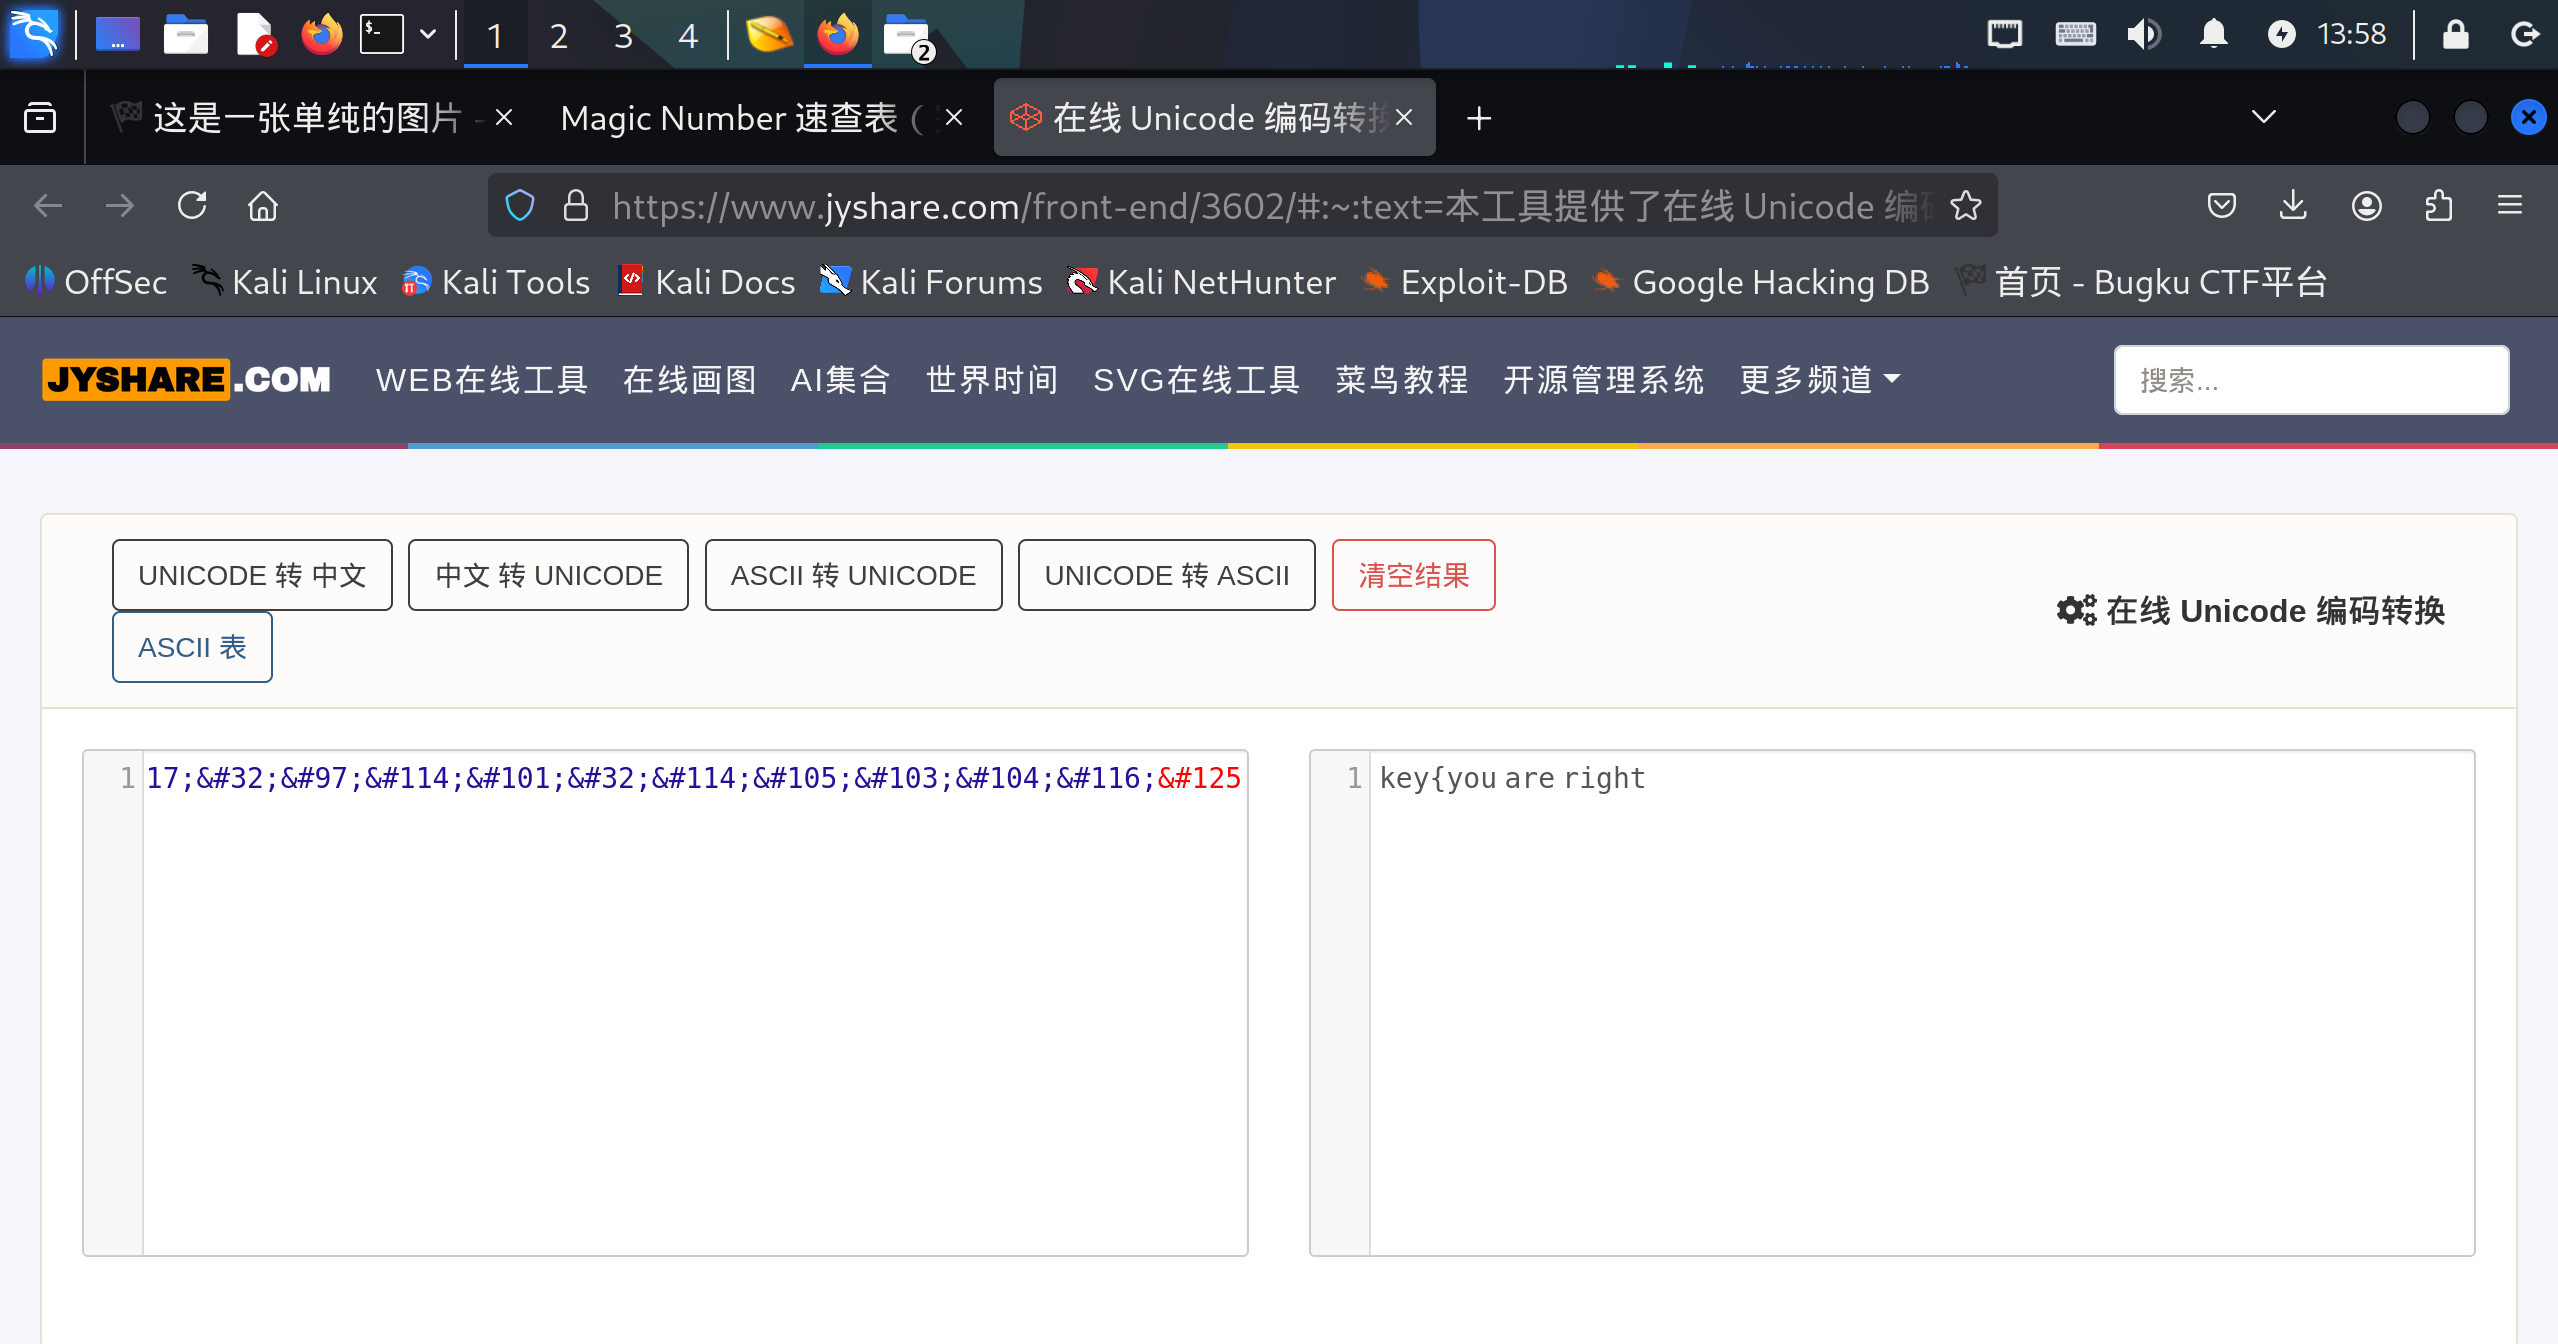 1 2 3 4 2 13:58
这是一张单纯的图片 - Magic Number 速查表 ( 在线 Unicode 编码转换
https://www.jyshare.com/front-end/3602/#:~:text=本工具提供了在线 Unicode 编码
OffSec Kali Linux Kali Tools Kali Docs Kali Forums Kali NetHunter Exploit-DB Google Hacking DB 首页 - Bugku CTF平台
JYSHARE.COM WEB在线工具 在线画图 AI集合 世界时间 SVG在线工具 菜鸟教程 开源管理系统 更多频道 搜索...
UNICODE 转 中文 中文 转 UNICODE ASCII 转 UNICODE UNICODE 转 ASCII 清空结果
在线 Unicode 编码转换
ASCII 表
1 17;&#32;&#97;&#114;&#101;&#32;&#114;&#105;&#103;&#104;&#116;&#125
1 key{you are right